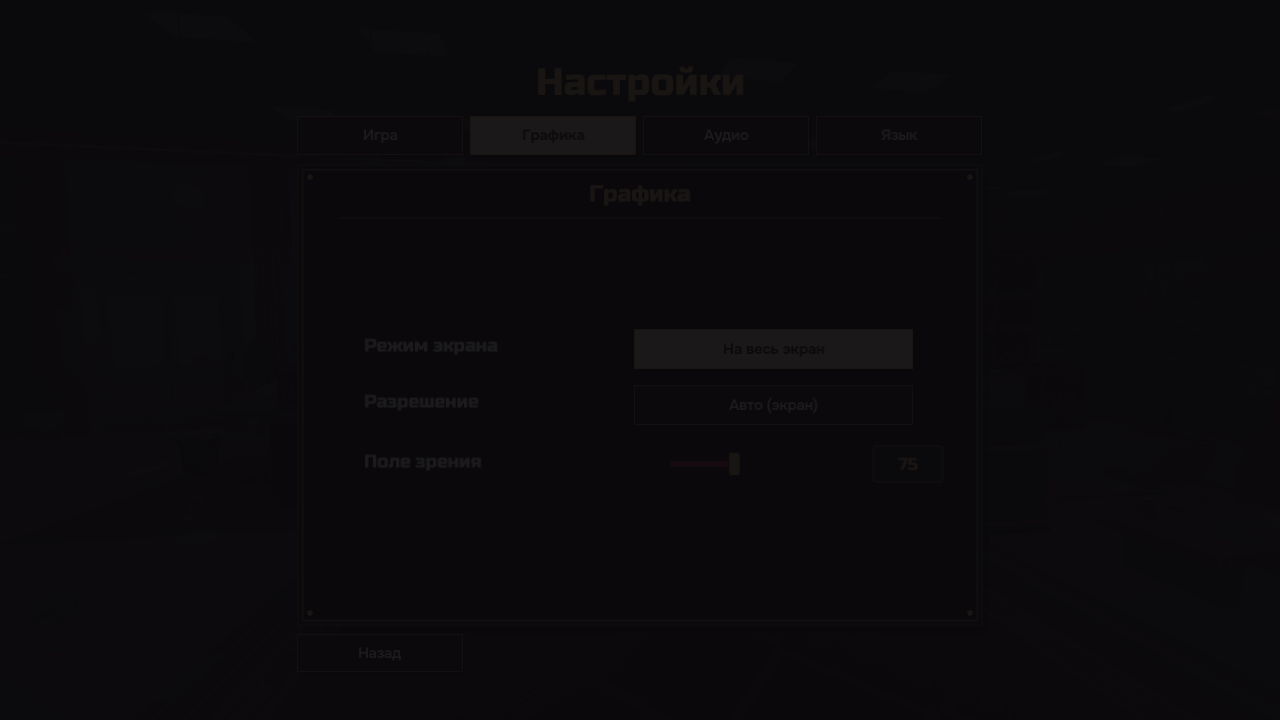 Настройки
Игра Графика Аудио Язык
Графика
Режим экрана На весь экран
Разрешение Авто (экран)
Поле зрения 75
Назад